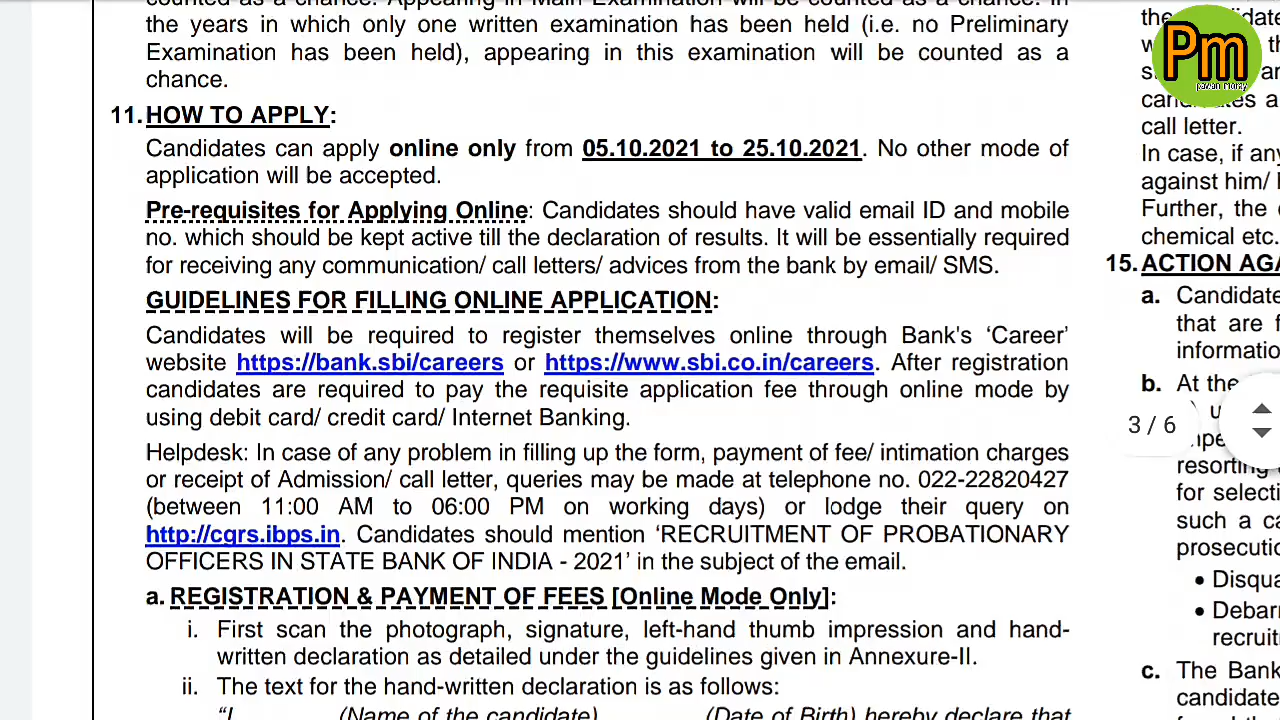 counted as a chance. Appearing in Main Examination will be counted as a chance. In
the years in which only one written examination has been held (i.e. no Preliminary
Examination has been held), appearing in this examination will be counted as a
chance.
11. HOW TO APPLY:
Candidates can apply online only from 05.10.2021 to 25.10.2021. No other mode of
application will be accepted.
Pre-requisites for Applying Online: Candidates should have valid email ID and mobile
no. which should be kept active till the declaration of results. It will be essentially required
for receiving any communication/ call letters/ advices from the bank by email/ SMS.
GUIDELINES FOR FILLING ONLINE APPLICATION:
Candidates will be required to register themselves online through Bank's ‘Career’
website https://bank.sbi/careers or https://www.sbi.co.in/careers. After registration
candidates are required to pay the requisite application fee through online mode by
using debit card/ credit card/ Internet Banking.
Helpdesk: In case of any problem in filling up the form, payment of fee/ intimation charges
or receipt of Admission/ call letter, queries may be made at telephone no. 022-22820427
(between 11:00 AM to 06:00 PM on working days) or lodge their query on
http://cgrs.ibps.in. Candidates should mention ‘RECRUITMENT OF PROBATIONARY
OFFICERS IN STATE BANK OF INDIA - 2021’ in the subject of the email.
a. REGISTRATION & PAYMENT OF FEES [Online Mode Only]:
i. First scan the photograph, signature, left-hand thumb impression and hand-
written declaration as detailed under the guidelines given in Annexure-II.
ii. The text for the hand-written declaration is as follows:
“I, (Name of the candidate), (Date of Birth) hereby declare that
the
Pm
pawan Morty
call letter.
In case, if any
against him/
Further, the
chemical etc.
15. ACTION AGA
a. Candidate
that are
information
b. At the
3 / 6
resorting
for selecti
such a ca
prosecutio
• Disqua
• Debarr
recruit
c. The Bank
candidate